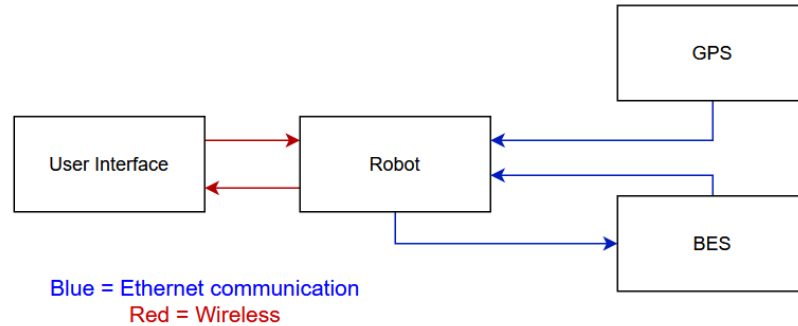 GPS
User Interface
Robot
BES
Blue = Ethernet communication
Red = Wireless